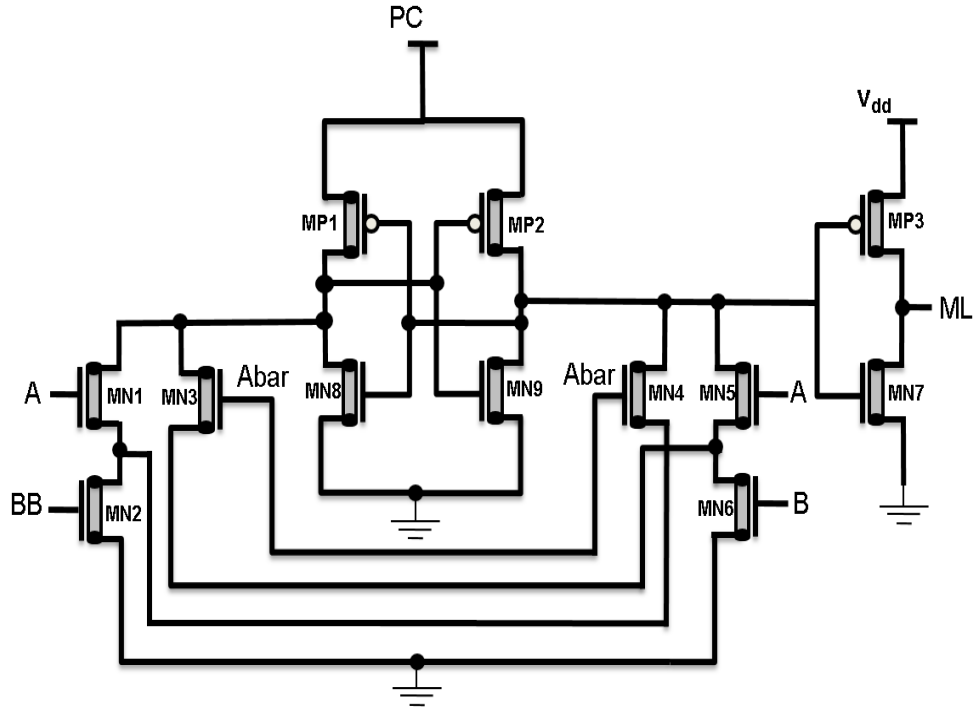 PC
Vdd
MP1
MP2
MP3
ML
A
MN1
MN3
Abar
MN8
MN9
Abar
MN4
MN5
A
MN7
BB
MN2
MN6
B